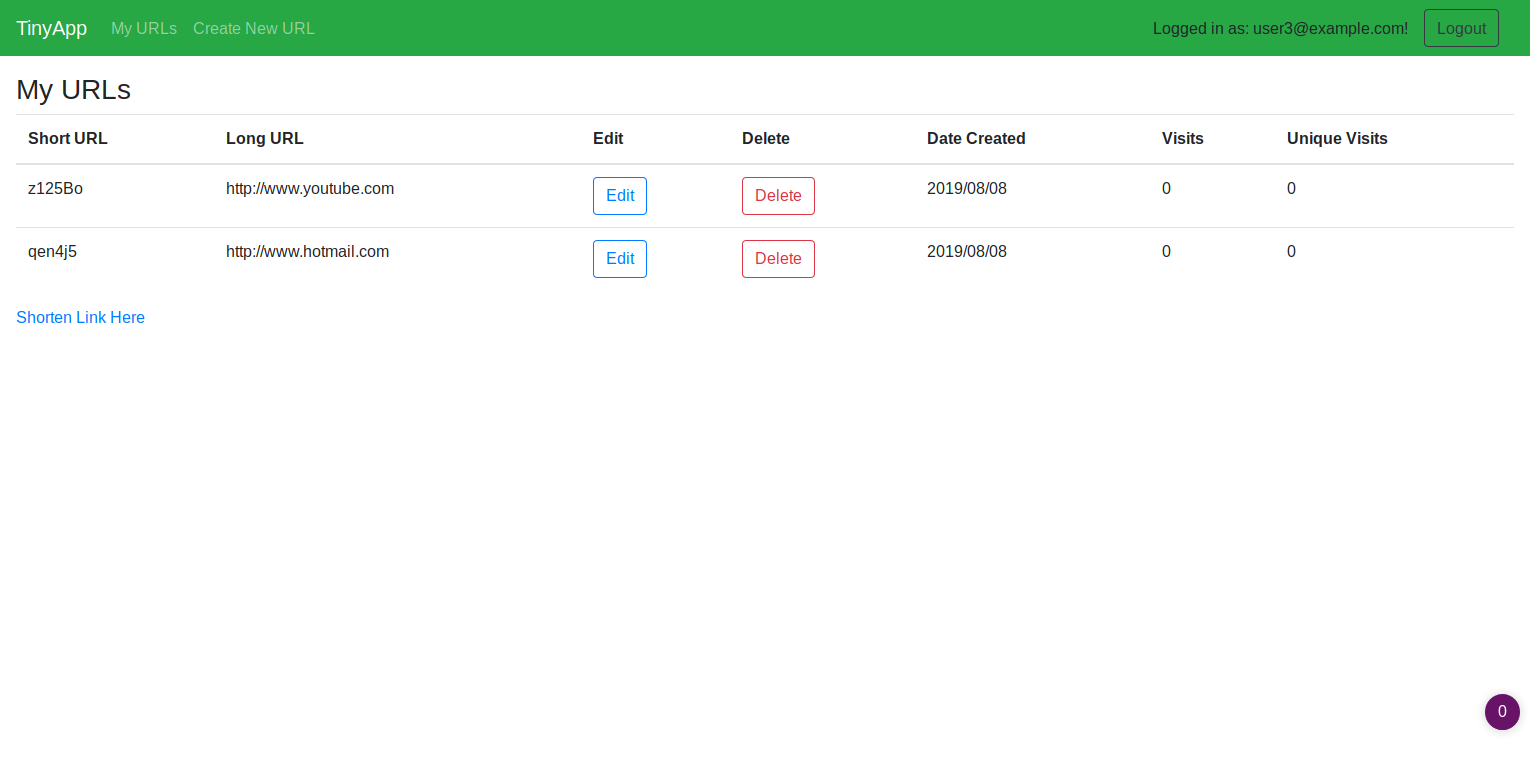 TinyApp My URLs Create New URL Logged in as: user3@example.com! Logout
My URLs
Short URL Long URL Edit Delete Date Created Visits Unique Visits
z125Bo http://www.youtube.com Edit Delete 2019/08/08 0 0
qen4j5 http://www.hotmail.com Edit Delete 2019/08/08 0 0
Shorten Link Here
0